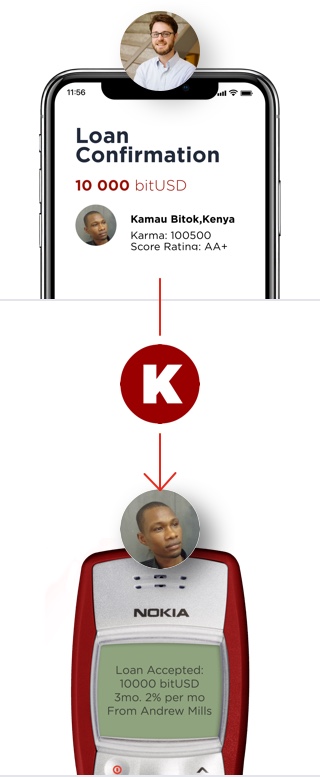 11:56
Loan
Confirmation
10 000 bitUSD
Kamau Bitok,Kenya
Karma: 100500
Score Rating: AA+
K
NOKIA
Loan Accepted:
10000 bitUSD
3mo. 2% per mo
From Andrew Mills